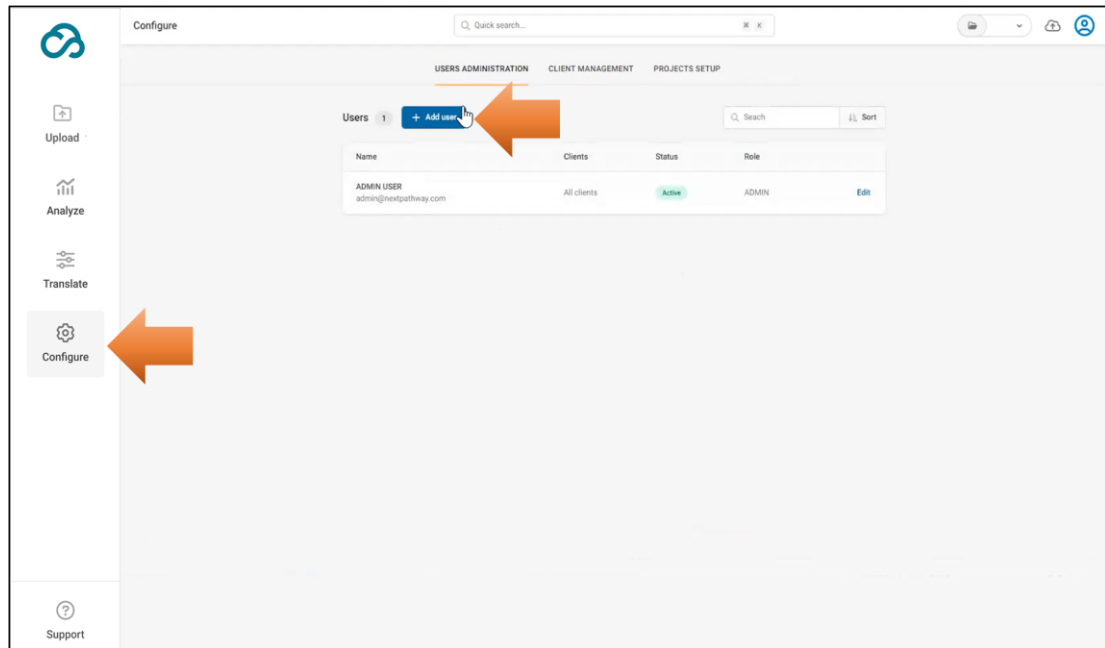 Configure
Quick search...
⌘ K
USERS ADMINISTRATION CLIENT MANAGEMENT PROJECTS SETUP
Upload
Analyze
Translate
Configure
Support
Users 1 + Add user
Seach
Sort
Name Clients Status Role
ADMIN USER
admin@nextpathway.com
All clients Active ADMIN Edit